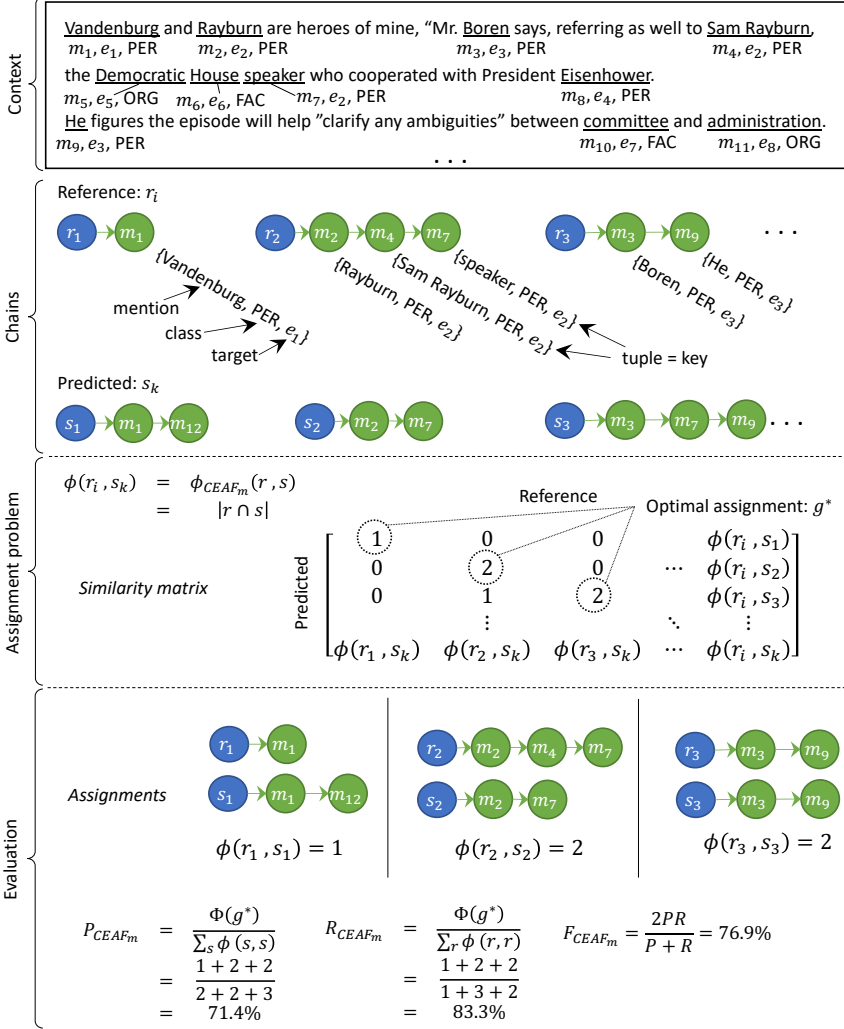 Context
Vandenburg and Rayburn are heroes of mine, “Mr. Boren says, referring as well to Sam Rayburn,
m₁, e₁, PER m₂, e₂, PER m₃, e₃, PER m₄, e₂, PER
the Democratic House speaker who cooperated with President Eisenhower.
m₅, e₅, ORG m₆, e₆, FAC m₇, e₂, PER m₈, e₄, PER
He figures the episode will help ”clarify any ambiguities” between committee and administration.
m₉, e₃, PER m₁₀, e₇, FAC m₁₁, e₈, ORG
. . .
Chains
Reference: rᵢ
r₁ m₁ r₂ m₂ m₄ m₇ r₃ m₃ m₉ . . .
{Vandenburg, PER, e₁}
{Rayburn, PER, e₂}
{Sam Rayburn, PER, e₂}
{speaker, PER, e₂}
{Boren, PER, e₃}
{He, PER, e₃}
mention
class
target
tuple = key
Predicted: sₖ
s₁ m₁ m₁₂ s₂ m₂ m₇ s₃ m₃ m₇ m₉ . . .
Assignment problem
ϕ(rᵢ , sₖ) = ϕ_CEAFₘ(r , s)
= |r ∩ s|
Similarity matrix
Reference
Optimal assignment: g*
Predicted
1 0 0 ϕ(rᵢ , s₁)
0 2 0 ⋯ ϕ(rᵢ , s₂)
0 1 2 ϕ(rᵢ , s₃)
⋮ ⋱ ⋮
ϕ(r₁ , sₖ) ϕ(r₂ , sₖ) ϕ(r₃ , sₖ) ⋯ ϕ(rᵢ , sₖ)
Evaluation
Assignments
r₁ m₁ r₂ m₂ m₄ m₇ r₃ m₃ m₉
s₁ m₁ m₁₂ s₂ m₂ m₇ s₃ m₃ m₉
ϕ(r₁ , s₁) = 1 ϕ(r₂ , s₂) = 2 ϕ(r₃ , s₃) = 2
P_CEAFₘ = Φ(g*) / ∑ₛ ϕ (s, s)
= 1 + 2 + 2 / 2 + 2 + 3
= 71.4%
R_CEAFₘ = Φ(g*) / ∑ᵣ ϕ (r, r)
= 1 + 2 + 2 / 1 + 3 + 2
= 83.3%
F_CEAFₘ = 2PR / P + R = 76.9%